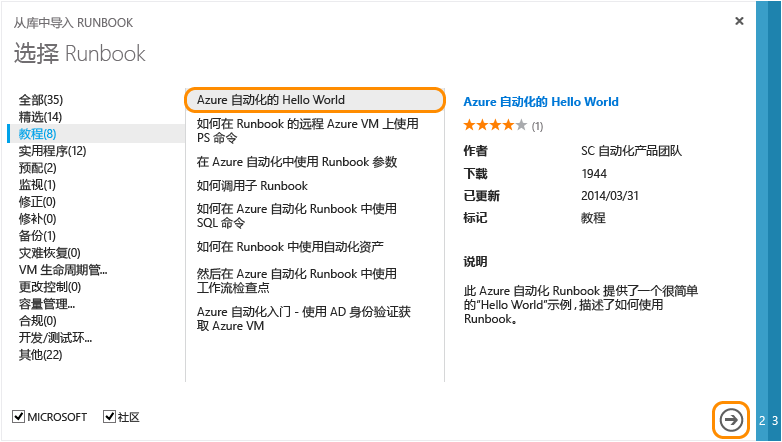 从库中导入 RUNBOOK
选择 Runbook
全部(35)
精选(14)
教程(8)
实用程序(12)
预配(2)
监视(1)
修正(0)
修补(0)
备份(1)
灾难恢复(0)
VM 生命周期管...
更改控制(0)
容量管理...
合规(0)
开发/测试环...
其他(22)
Azure 自动化的 Hello World
如何在 Runbook 的远程 Azure VM 上使用
PS 命令
在 Azure 自动化中使用 Runbook 参数
如何调用子 Runbook
如何在 Azure 自动化 Runbook 中使用
SQL 命令
如何在 Runbook 中使用自动化资产
然后在 Azure 自动化 Runbook 中使用
工作流检查点
Azure 自动化入门 - 使用 AD 身份验证获
取 Azure VM
Azure 自动化的 Hello World
(1)
作者 SC 自动化产品团队
下载 1944
已更新 2014/03/31
标记 教程
说明
此 Azure 自动化 Runbook 提供了一个很简单
的“Hello World”示例，描述了如何使用
Runbook。
MICROSOFT 社区
2 3